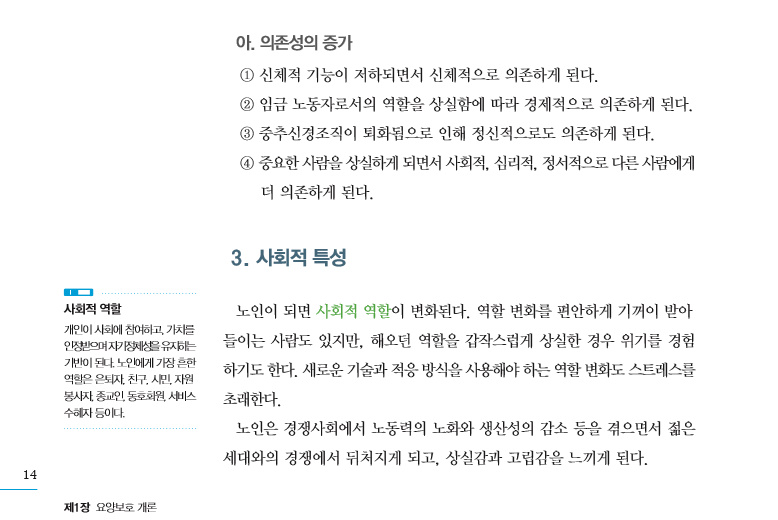 아. 의존성의 증가
① 신체적 기능이 저하되면서 신체적으로 의존하게 된다.
② 임금 노동자로서의 역할을 상실함에 따라 경제적으로 의존하게 된다.
③ 중추신경조직이 퇴화됨으로 인해 정신적으로도 의존하게 된다.
④ 중요한 사람을 상실하게 되면서 사회적, 심리적, 정서적으로 다른 사람에게
더 의존하게 된다.
3. 사회적 특성
사회적 역할
개인이 사회에 참여하고, 가치를
인정받으며 자기정체성을 유지하는
기반이 된다. 노인에게 가장 흔한
역할은 은퇴자, 친구, 시민, 자원
봉사자, 종교인, 동호회원, 서비스
수혜자 등이다.
노인이 되면 사회적 역할이 변화된다. 역할 변화를 편안하게 기꺼이 받아
들이는 사람도 있지만, 해오던 역할을 갑작스럽게 상실한 경우 위기를 경험
하기도 한다. 새로운 기술과 적응 방식을 사용해야 하는 역할 변화도 스트레스를
초래한다.
노인은 경쟁사회에서 노동력의 노화와 생산성의 감소 등을 겪으면서 젊은
세대와의 경쟁에서 뒤처지게 되고, 상실감과 고립감을 느끼게 된다.
14
제1장 요양보호 개론